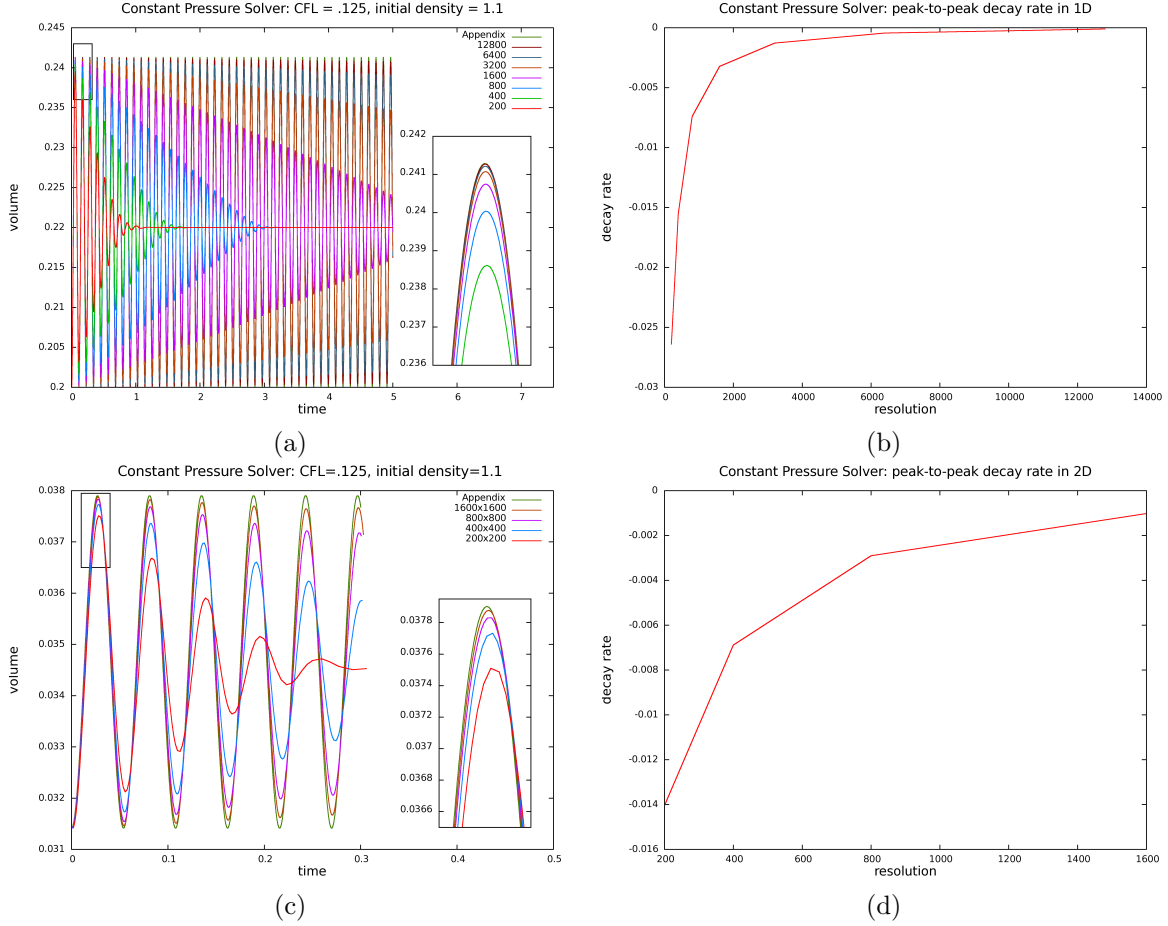 Constant Pressure Solver: CFL = .125, initial density = 1.1
0.245
0.24
0.235
0.23
0.225
0.22
0.215
0.21
0.205
0.2
volume
Appendix
12800
6400
3200
1600
800
400
200
0.242
0.241
0.24
0.239
0.238
0.237
0.236
0 1 2 3 4 5 6 7
time
(a)
Constant Pressure Solver: peak-to-peak decay rate in 1D
0
-0.005
-0.01
-0.015
-0.02
-0.025
-0.03
decay rate
0 2000 4000 6000 8000 10000 12000 14000
resolution
(b)
Constant Pressure Solver: CFL=.125, initial density=1.1
0.038
0.037
0.036
0.035
0.034
0.033
0.032
0.031
volume
Appendix
1600x1600
800x800
400x400
200x200
0.0378
0.0376
0.0374
0.0372
0.037
0.0368
0.0366
0 0.1 0.2 0.3 0.4 0.5
time
(c)
Constant Pressure Solver: peak-to-peak decay rate in 2D
0
-0.002
-0.004
-0.006
-0.008
-0.01
-0.012
-0.014
-0.016
decay rate
200 400 600 800 1000 1200 1400 1600
resolution
(d)